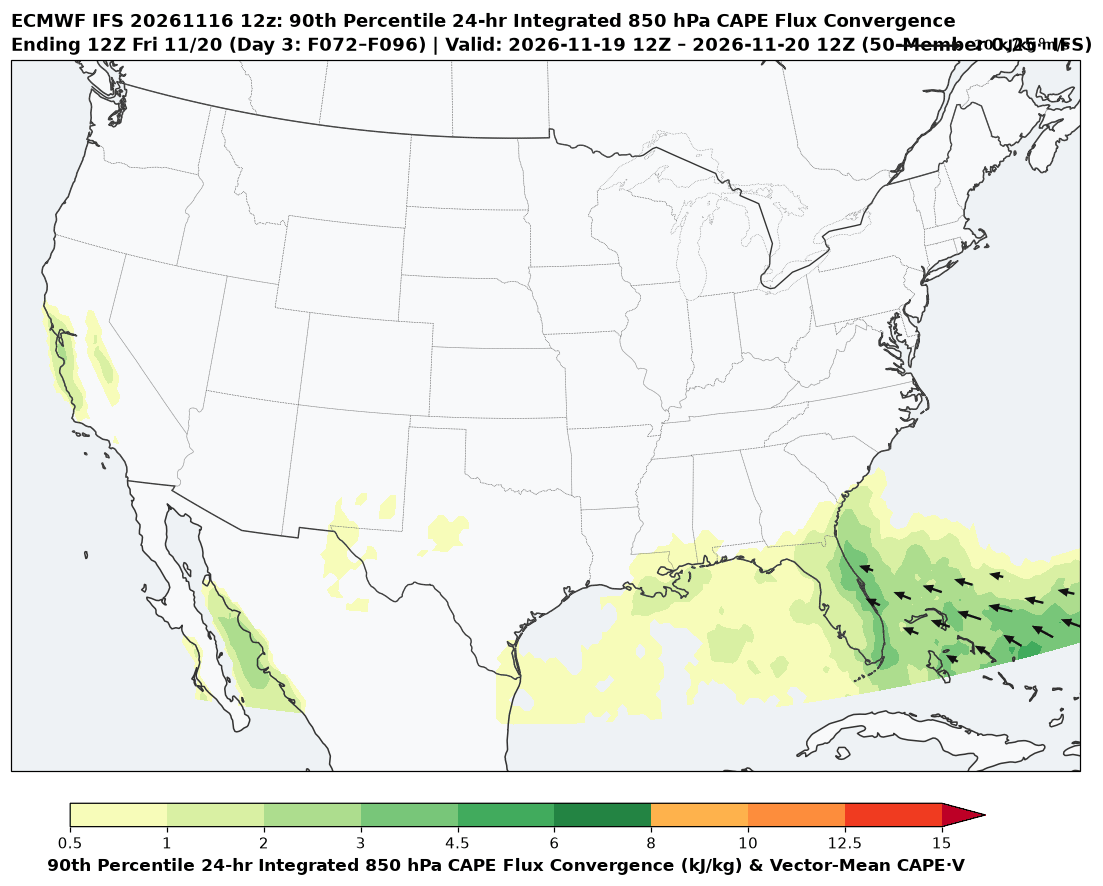 ECMWF IFS 20261116 12z: 90th Percentile 24-hr Integrated 850 hPa CAPE Flux Convergence
Ending 12Z Fri 11/20 (Day 3: F072–F096) | Valid: 2026-11-19 12Z – 2026-11-20 12Z (50-Member 0.25° IFS)
0.5 1 2 3 4.5 6 8 10 12.5 15
90th Percentile 24-hr Integrated 850 hPa CAPE Flux Convergence (kJ/kg) & Vector-Mean CAPE·V